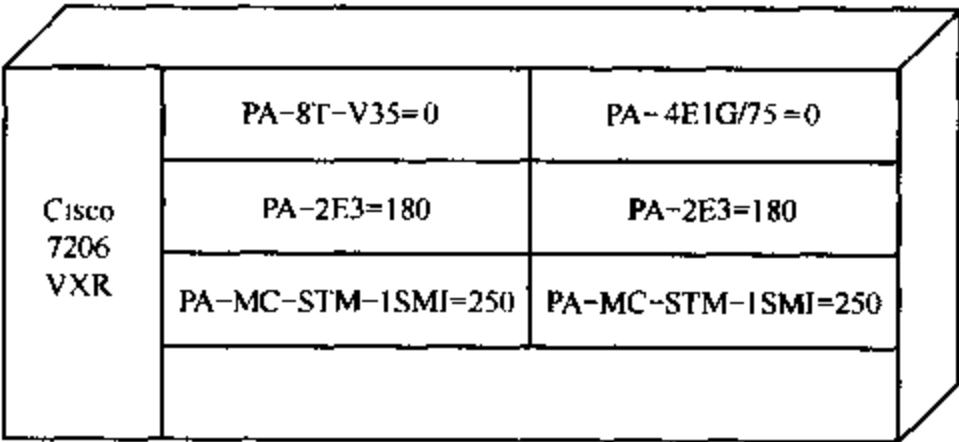 PA-8T-V35=0
PA-4E1G/75=0
Cisco
7206
VXR
PA-2E3=180
PA-2E3=180
PA-MC-STM-1SMI=250
PA-MC-STM-1SMI=250